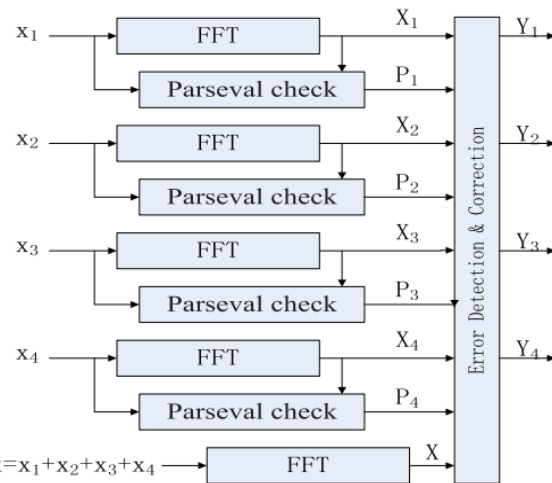 x₁ FFT X₁ Y₁
Parseval check P₁
x₂ FFT X₂ Y₂
Parseval check P₂
x₃ FFT X₃ Y₃
Parseval check P₃
x₄ FFT X₄ Y₄
Parseval check P₄
=x₁+x₂+x₃+x₄ FFT X
Error Detection & Correction